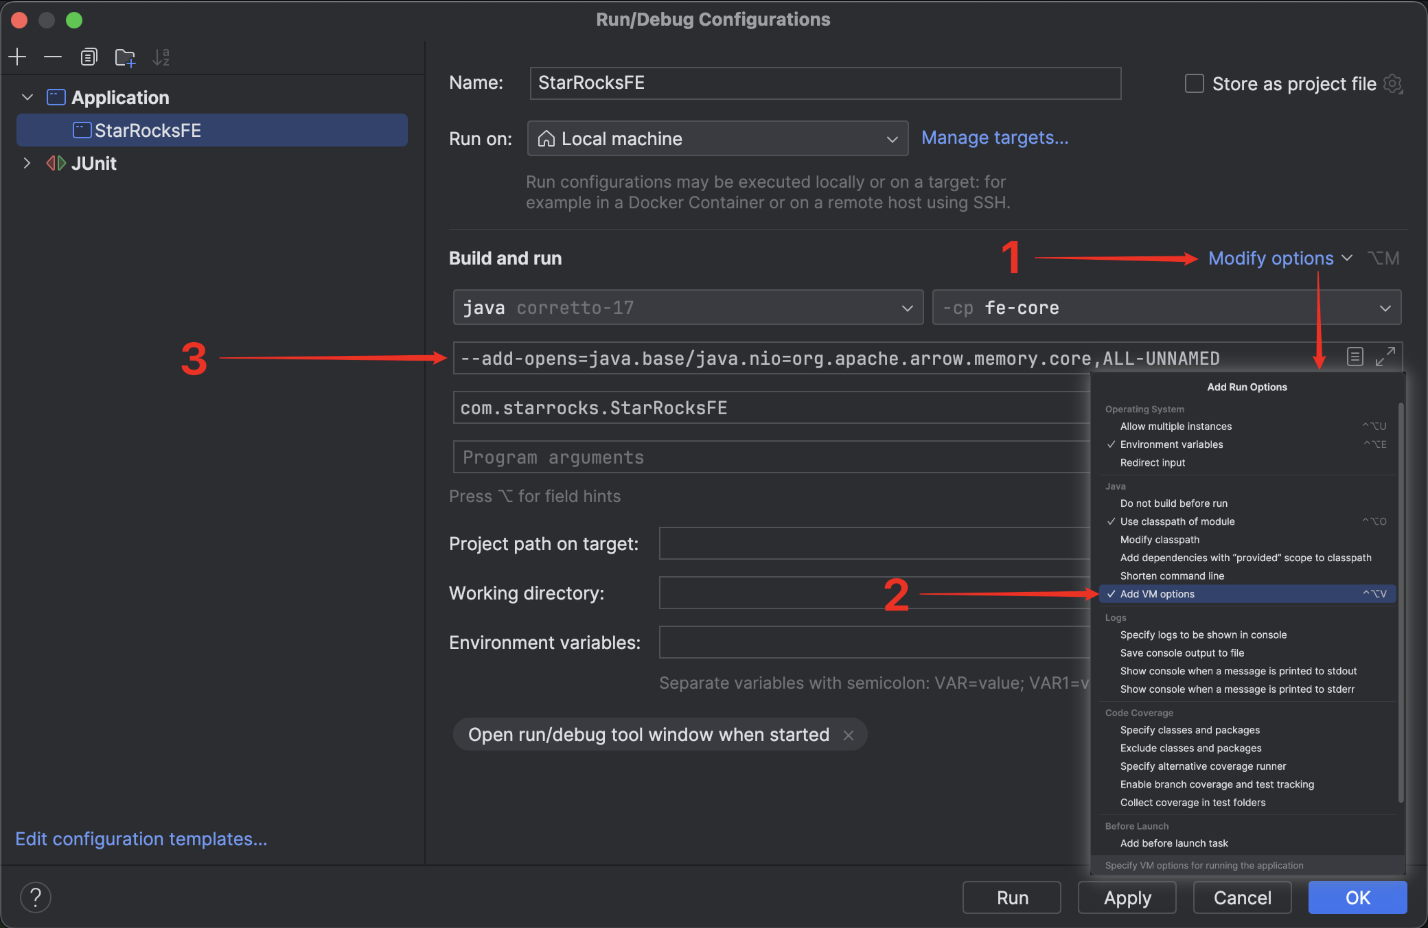 Run/Debug Configurations
Application
StarRocksFE
JUnit
Edit configuration templates...
Name:
StarRocksFE
Store as project file
Run on:
Local machine
Manage targets...
Run configurations may be executed locally or on a target: for
example in a Docker Container or on a remote host using SSH.
Build and run
1
Modify options
⌥M
java corretto-17
-cp fe-core
3
--add-opens=java.base/java.nio=org.apache.arrow.memory.core,ALL-UNNAMED
com.starrocks.StarRocksFE
Program arguments
Press ⌥ for field hints
Project path on target:
Working directory:
2
Environment variables:
Separate variables with semicolon: VAR=value; VAR1=v
Open run/debug tool window when started
Add Run Options
Operating System
Allow multiple instances ^⌥U
Environment variables ^⌥E
Redirect input
Java
Do not build before run
Use classpath of module ^⌥O
Modify classpath
Add dependencies with “provided” scope to classpath
Shorten command line
Add VM options ^⌥V
Logs
Specify logs to be shown in console
Save console output to file
Show console when a message is printed to stdout
Show console when a message is printed to stderr
Code Coverage
Specify classes and packages
Exclude classes and packages
Specify alternative coverage runner
Enable branch coverage and test tracking
Collect coverage in test folders
Before Launch
Add before launch task
Specify VM options for running the application
?
Run
Apply
Cancel
OK